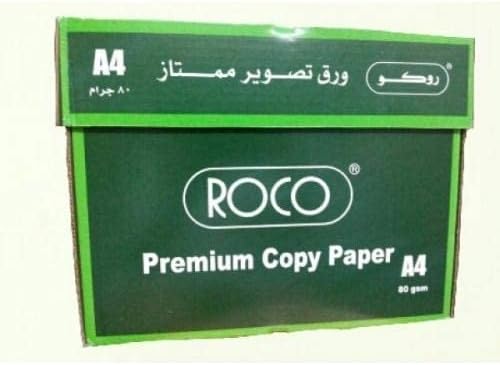 A4 ورق تصوير ممتاز روكو®
٨٠ جرام
ROCO®
Premium Copy Paper A4
80 gsm